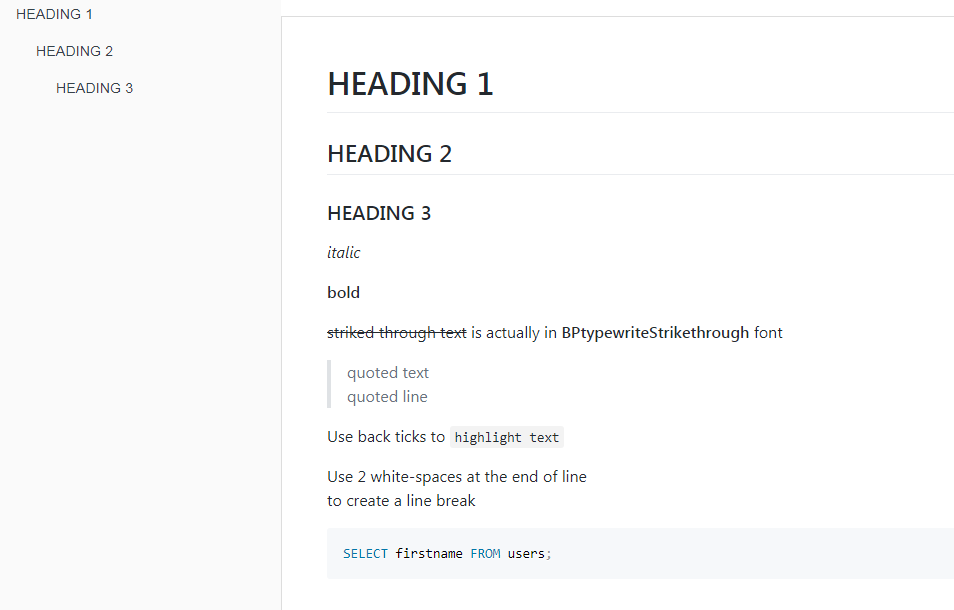 HEADING 1
HEADING 2
HEADING 3
HEADING 1
HEADING 2
HEADING 3
italic
bold
striked through text is actually in BPtypewriteStrikethrough font
quoted text
quoted line
Use back ticks to highlight text
Use 2 white-spaces at the end of line
to create a line break
SELECT firstname FROM users;